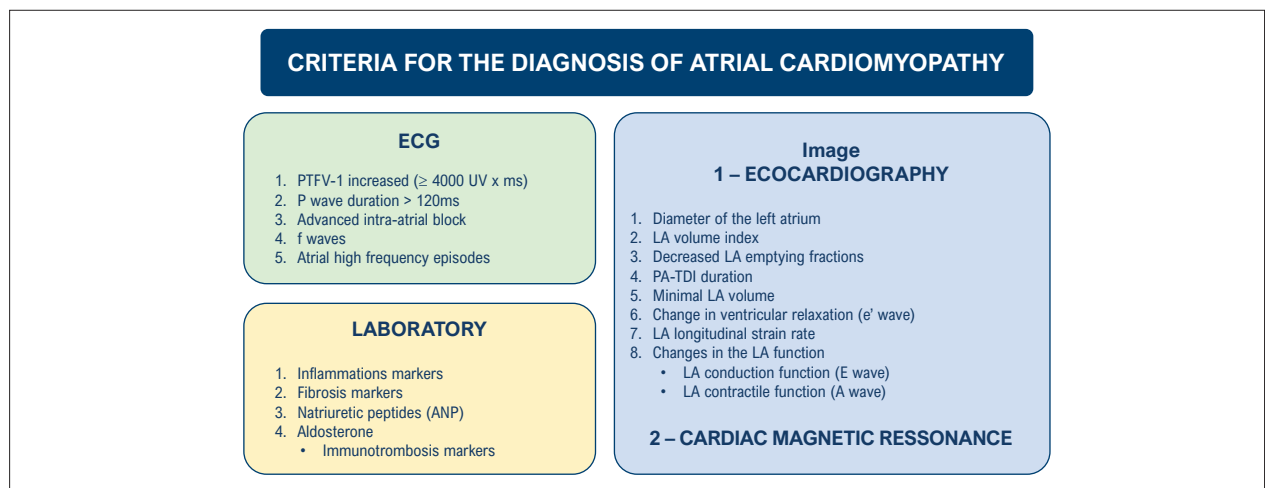 CRITERIA FOR THE DIAGNOSIS OF ATRIAL CARDIOMYOPATHY
ECG
1. PTFV-1 increased (≥ 4000 UV x ms)
2. P wave duration > 120ms
3. Advanced intra-atrial block
4. f waves
5. Atrial high frequency episodes
LABORATORY
1. Inflammations markers
2. Fibrosis markers
3. Natriuretic peptides (ANP)
4. Aldosterone
• Immunotrombosis markers
Image
1 – ECOCARDIOGRAPHY
1. Diameter of the left atrium
2. LA volume index
3. Decreased LA emptying fractions
4. PA-TDI duration
5. Minimal LA volume
6. Change in ventricular relaxation (e' wave)
7. LA longitudinal strain rate
8. Changes in the LA function
• LA conduction function (E wave)
• LA contractile function (A wave)
2 – CARDIAC MAGNETIC RESSONANCE